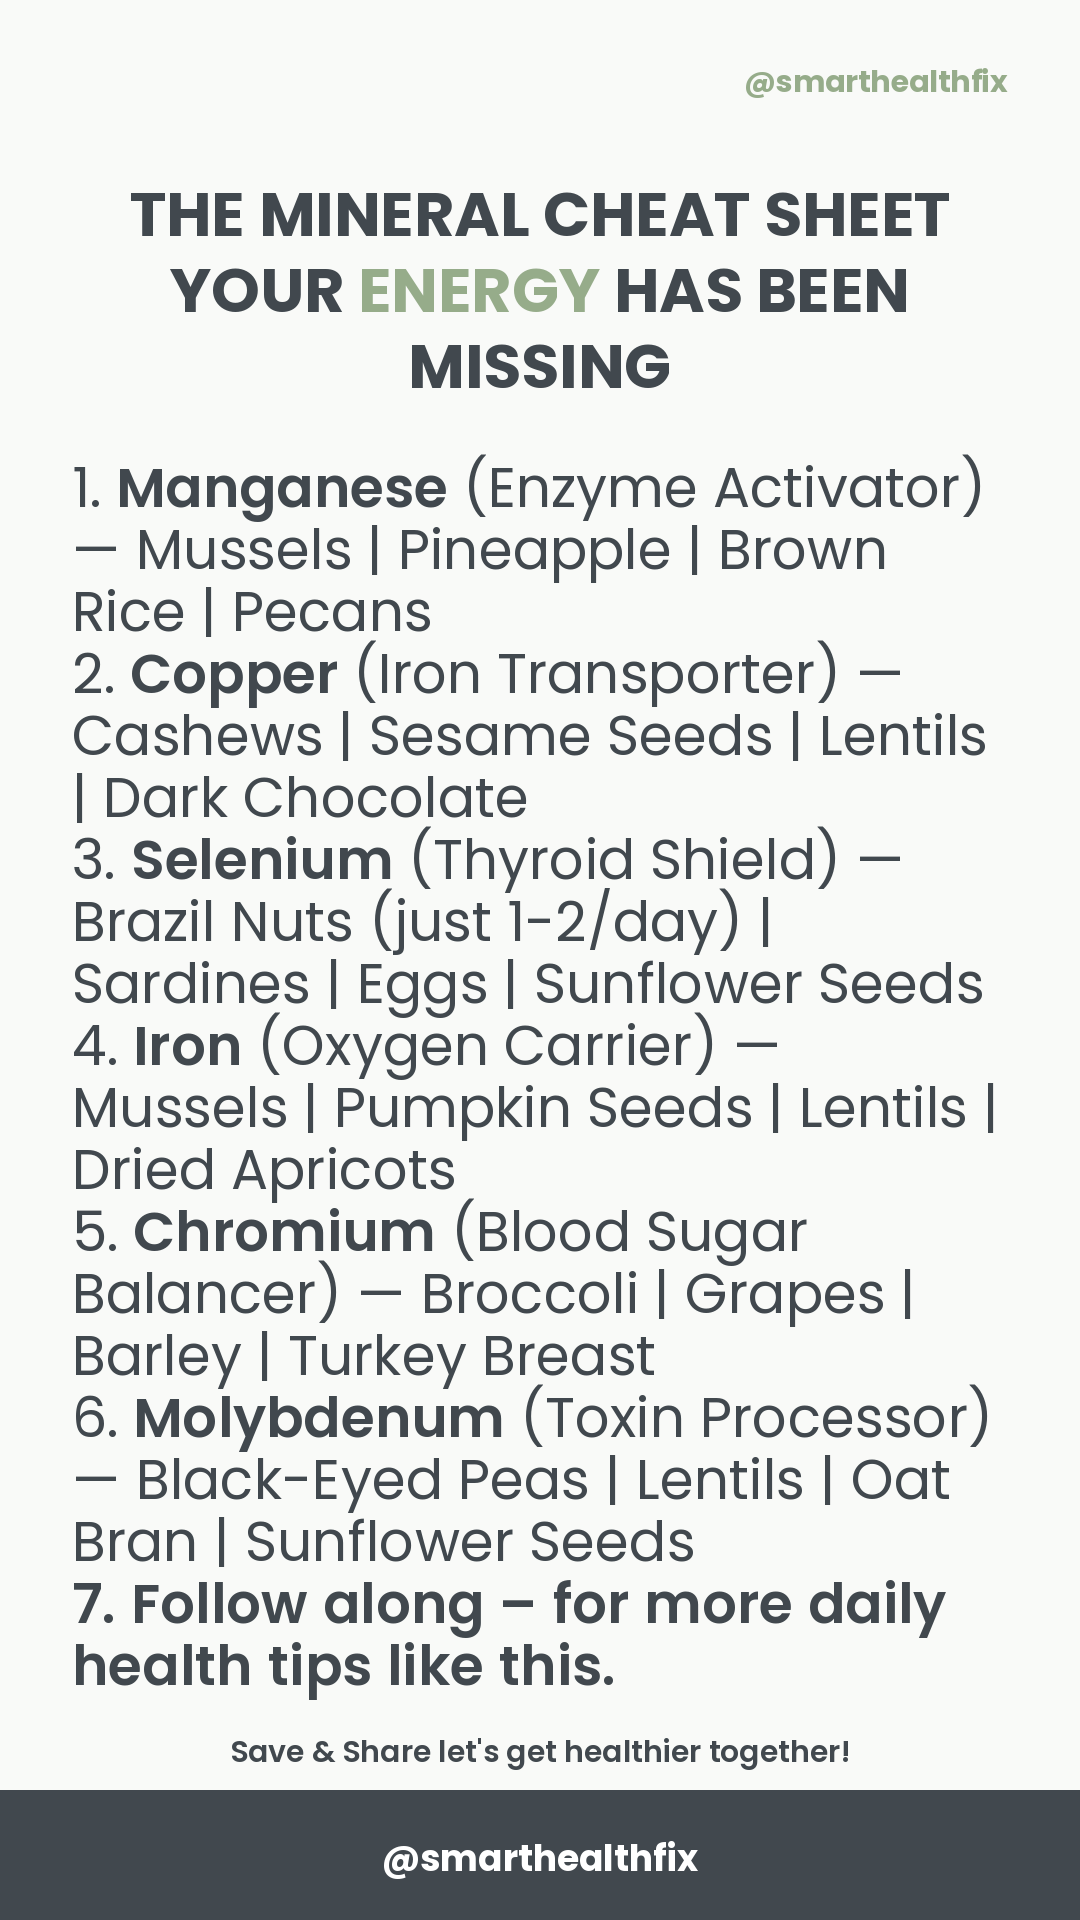 @smarthealthfix
THE MINERAL CHEAT SHEET
YOUR ENERGY HAS BEEN
MISSING
1. Manganese (Enzyme Activator)
— Mussels | Pineapple | Brown
Rice | Pecans
2. Copper (Iron Transporter) —
Cashews | Sesame Seeds | Lentils
| Dark Chocolate
3. Selenium (Thyroid Shield) —
Brazil Nuts (just 1-2/day) |
Sardines | Eggs | Sunflower Seeds
4. Iron (Oxygen Carrier) —
Mussels | Pumpkin Seeds | Lentils |
Dried Apricots
5. Chromium (Blood Sugar
Balancer) — Broccoli | Grapes |
Barley | Turkey Breast
6. Molybdenum (Toxin Processor)
— Black-Eyed Peas | Lentils | Oat
Bran | Sunflower Seeds
7. Follow along – for more daily
health tips like this.
Save & Share let's get healthier together!
@smarthealthfix